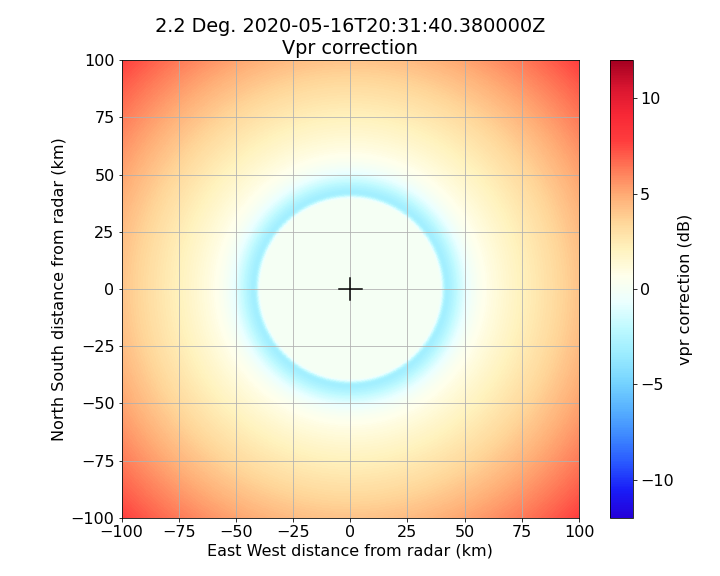 2.2 Deg. 2020-05-16T20:31:40.380000Z
Vpr correction
North South distance from radar (km)
100
75
50
25
0
−25
−50
−75
−100
−100 −75 −50 −25 0 25 50 75 100
East West distance from radar (km)
10
5
0
−5
−10
vpr correction (dB)